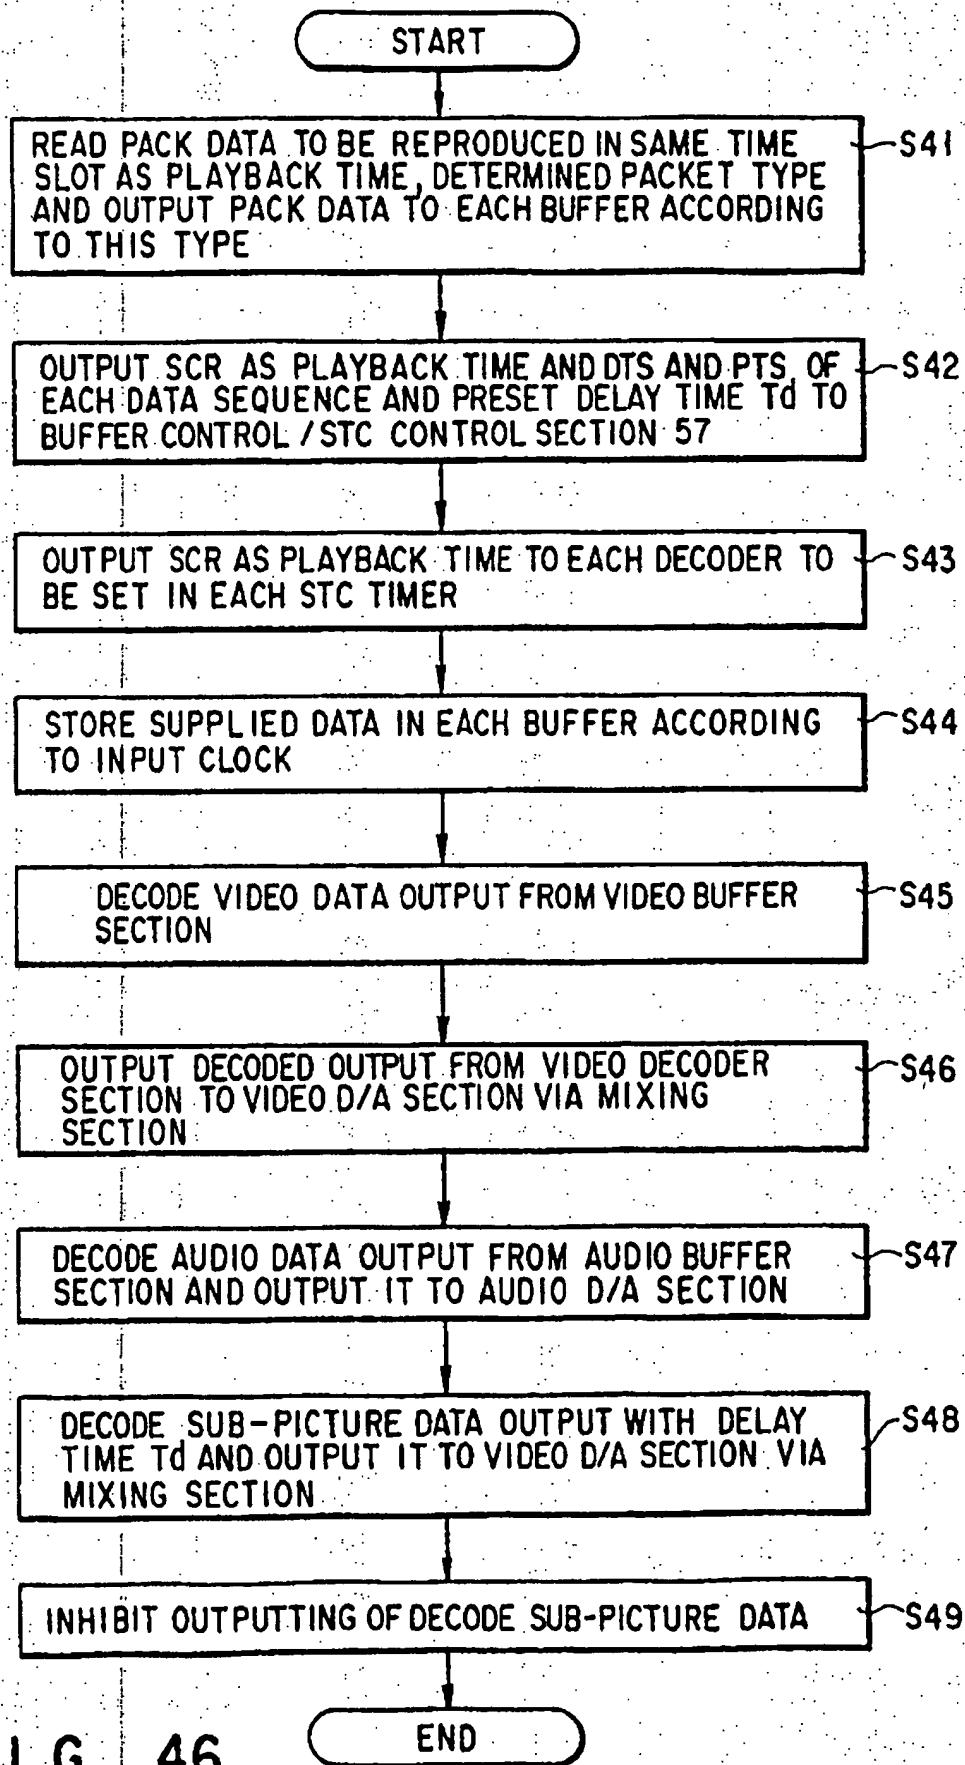 START
READ PACK DATA TO BE REPRODUCED IN SAME TIME
SLOT AS PLAYBACK TIME, DETERMINED PACKET TYPE
AND OUTPUT PACK DATA TO EACH BUFFER ACCORDING
TO THIS TYPE
S41
OUTPUT SCR AS PLAYBACK TIME AND DTS AND PTS OF
EACH DATA SEQUENCE AND PRESET DELAY TIME Td TO
BUFFER CONTROL / STC CONTROL SECTION 57
S42
OUTPUT SCR AS PLAYBACK TIME TO EACH DECODER TO
BE SET IN EACH STC TIMER
S43
STORE SUPPLIED DATA IN EACH BUFFER ACCORDING
TO INPUT CLOCK
S44
DECODE VIDEO DATA OUTPUT FROM VIDEO BUFFER
SECTION
S45
OUTPUT DECODED OUTPUT FROM VIDEO DECODER
SECTION TO VIDEO D/A SECTION VIA MIXING
SECTION
S46
DECODE AUDIO DATA OUTPUT FROM AUDIO BUFFER
SECTION AND OUTPUT IT TO AUDIO D/A SECTION
S47
DECODE SUB-PICTURE DATA OUTPUT WITH DELAY
TIME Td AND OUTPUT IT TO VIDEO D/A SECTION VIA
MIXING SECTION
S48
INHIBIT OUTPUTTING OF DECODE SUB-PICTURE DATA
S49
END
I G. 46